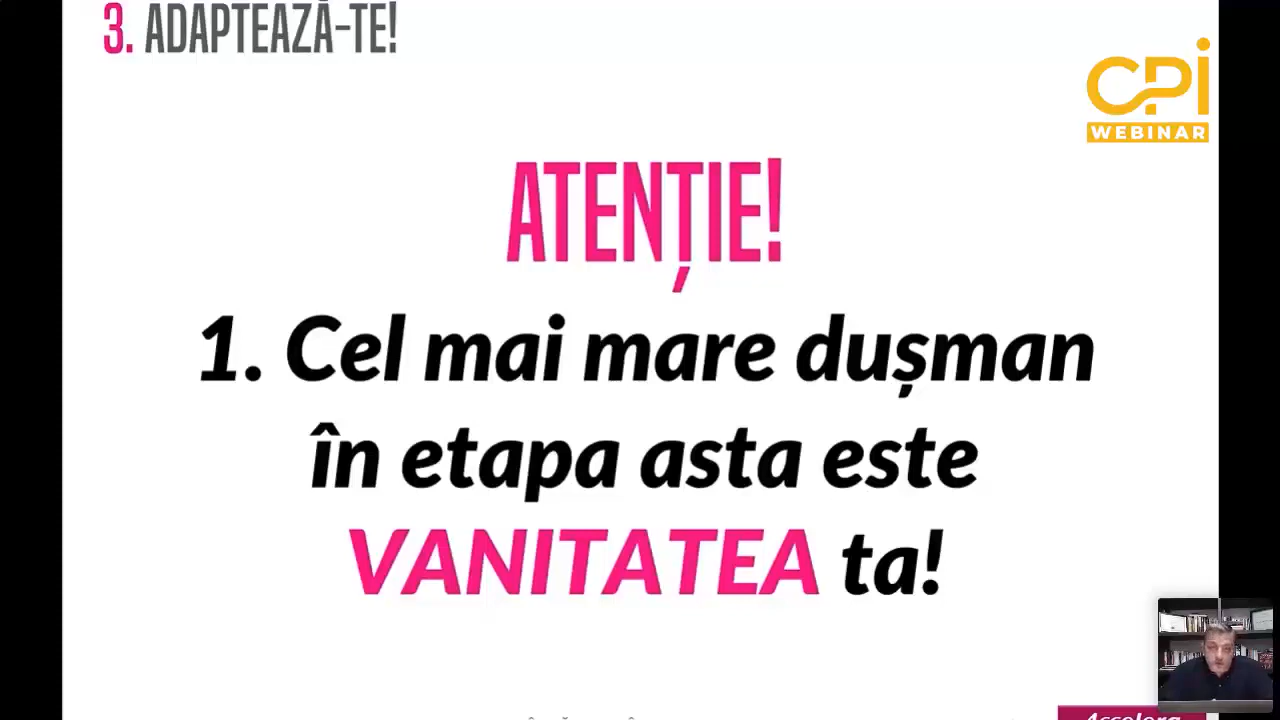 3. ADAPTEAZĂ-TE!
CPI
WEBINAR
ATENȚIE!
1. Cel mai mare dușman
în etapa asta este
VANITATEA ta!